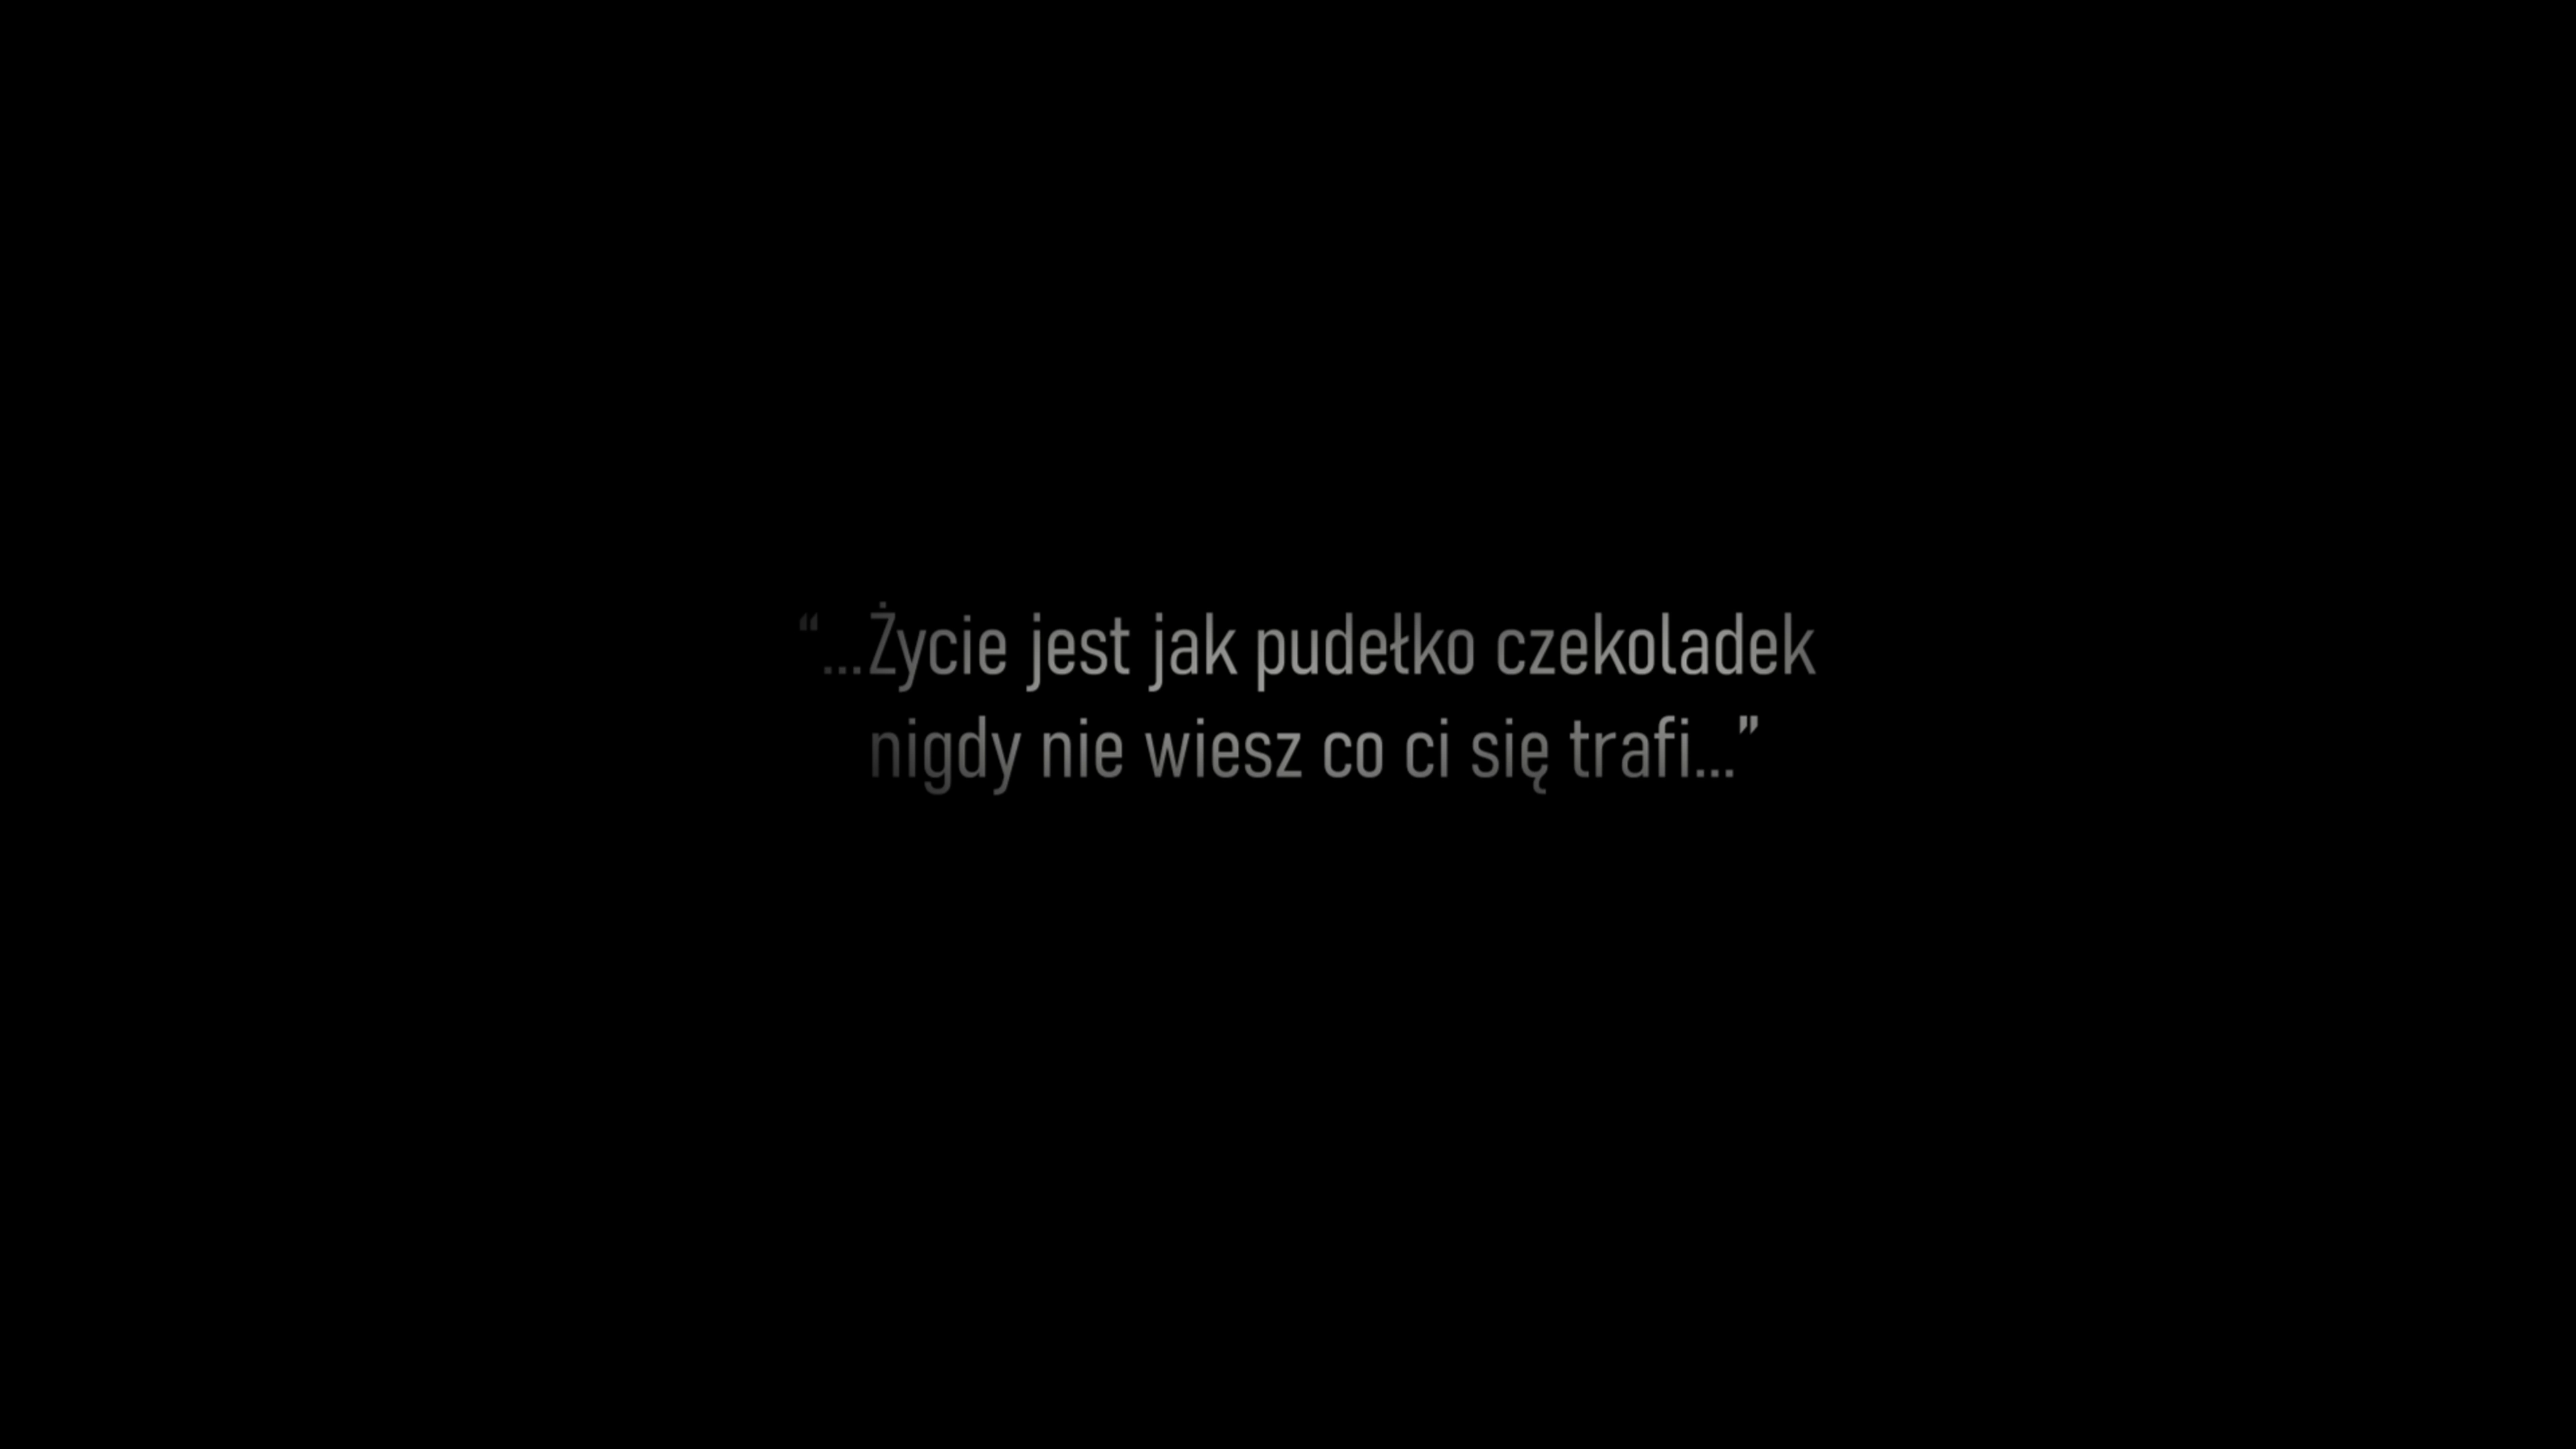 “...Życie jest jak pudełko czekoladek
nigdy nie wiesz co ci się trafi...”